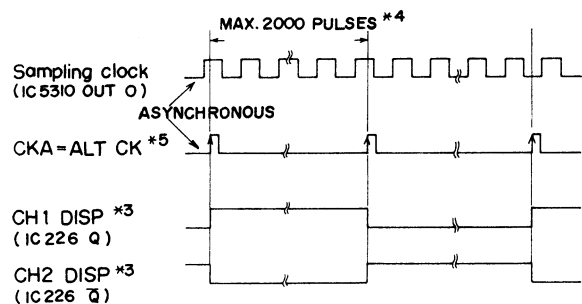 MAX. 2000 PULSES *4
Sampling clock
(IC5310 OUT 0)
ASYNCHRONOUS
CKA=ALT CK *5
CH1 DISP *3
(IC226 Q)
CH2 DISP *3
(IC226 Q̅)